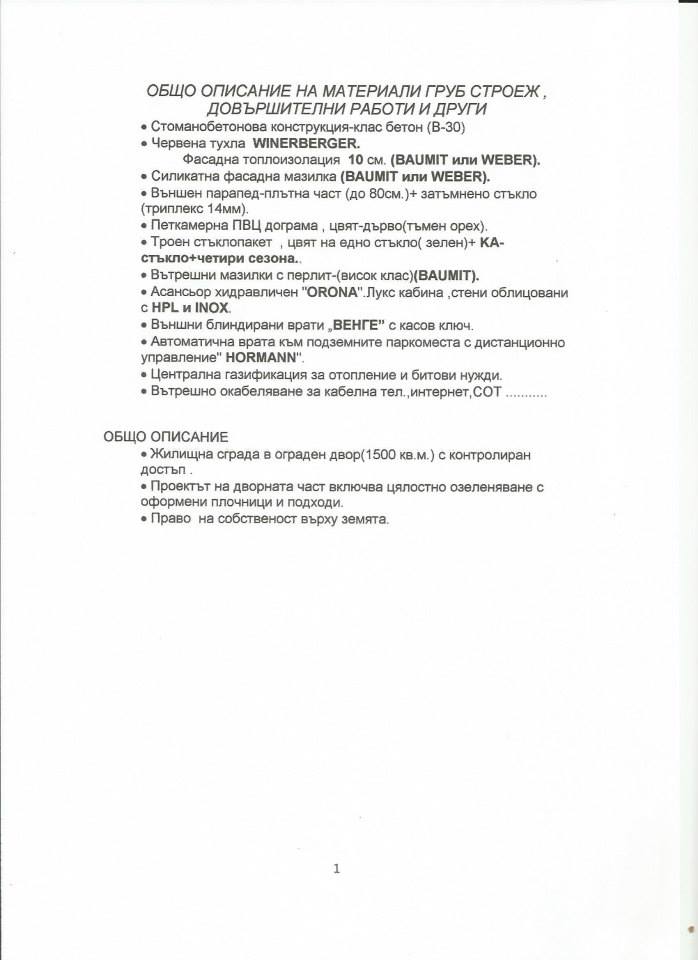 ОБЩО ОПИСАНИЕ НА МАТЕРИАЛИ ГРУБ СТРОЕЖ ,
ДОВЪРШИТЕЛНИ РАБОТИ И ДРУГИ
• Стоманобетонова конструкция-клас бетон (В-30)
• Червена тухла WINERBERGER.
Фасадна топлоизолация 10 см. (BAUMIT или WEBER).
• Силикатна фасадна мазилка (BAUMIT или WEBER).
• Външен парапед-плътна част (до 80см.)+ затъмнено стъкло
(триплекс 14мм).
• Петкамерна ПВЦ дограма , цвят-дърво(тъмен орех).
• Троен стъклопакет , цвят на едно стъкло( зелен)+ КА-
стъкло+четири сезона..
• Вътрешни мазилки с перлит-(висок клас)(BAUMIT).
• Асансьор хидравличен "ORONA".Лукс кабина ,стени облицовани
с HPL и INOX.
• Външни блиндирани врати „ВЕНГЕ” с касов ключ.
• Автоматична врата към подземните паркоместа с дистанционно
управление" HORMANN".
• Централна газификация за отопление и битови нужди.
• Вътрешно окабеляване за кабелна тел.,интернет,СОТ ...........
ОБЩО ОПИСАНИЕ
• Жилищна сграда в ограден двор(1500 кв.м.) с контролиран
достъп .
• Проектът на дворната част включва цялостно озеленяване с
оформени плочници и подходи.
• Право на собственост върху земята.
1